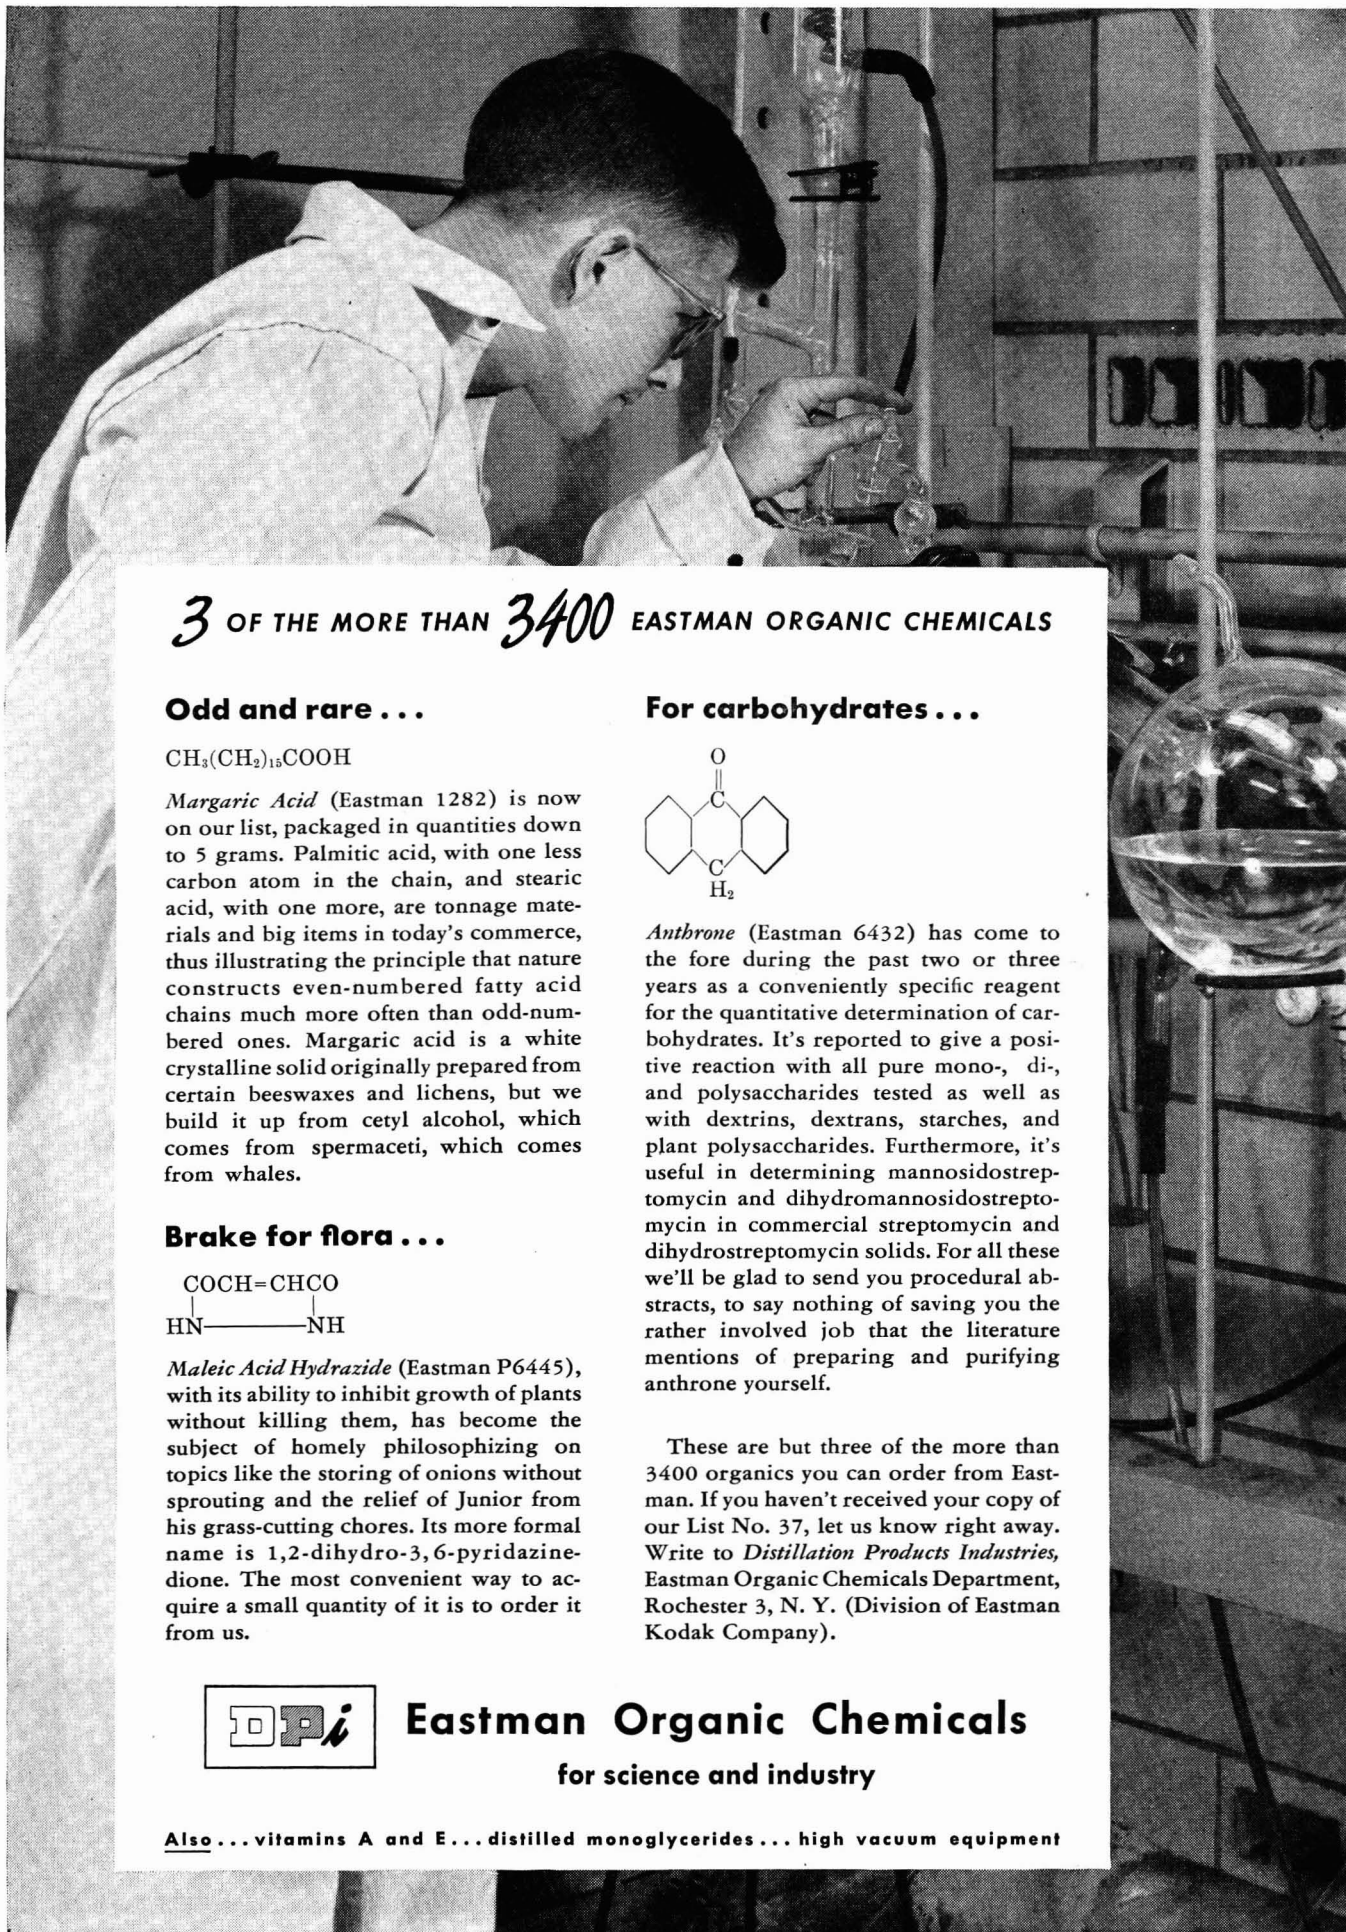 3 OF THE MORE THAN 3400 EASTMAN ORGANIC CHEMICALS
Odd and rare...
CH₃(CH₂)₁₅COOH
Margaric Acid (Eastman 1282) is now
on our list, packaged in quantities down
to 5 grams. Palmitic acid, with one less
carbon atom in the chain, and stearic
acid, with one more, are tonnage mate-
rials and big items in today's commerce,
thus illustrating the principle that nature
constructs even-numbered fatty acid
chains much more often than odd-num-
bered ones. Margaric acid is a white
crystalline solid originally prepared from
certain beeswaxes and lichens, but we
build it up from cetyl alcohol, which
comes from spermaceti, which comes
from whales.
Brake for flora...
COCH=CHCO
HN NH
Maleic Acid Hydrazide (Eastman P6445),
with its ability to inhibit growth of plants
without killing them, has become the
subject of homely philosophizing on
topics like the storing of onions without
sprouting and the relief of Junior from
his grass-cutting chores. Its more formal
name is 1,2-dihydro-3,6-pyridazine-
dione. The most convenient way to ac-
quire a small quantity of it is to order it
from us.
For carbohydrates...
O
C
C
H₂
Anthrone (Eastman 6432) has come to
the fore during the past two or three
years as a conveniently specific reagent
for the quantitative determination of car-
bohydrates. It's reported to give a posi-
tive reaction with all pure mono-, di-,
and polysaccharides tested as well as
with dextrins, dextrans, starches, and
plant polysaccharides. Furthermore, it's
useful in determining mannosidostrep-
tomycin and dihydromannosidostrepto-
mycin in commercial streptomycin and
dihydrostreptomycin solids. For all these
we'll be glad to send you procedural ab-
stracts, to say nothing of saving you the
rather involved job that the literature
mentions of preparing and purifying
anthrone yourself.
These are but three of the more than
3400 organics you can order from East-
man. If you haven't received your copy of
our List No. 37, let us know right away.
Write to Distillation Products Industries,
Eastman Organic Chemicals Department,
Rochester 3, N. Y. (Division of Eastman
Kodak Company).
DPi
Eastman Organic Chemicals
for science and industry
Also...vitamins A and E...distilled monoglycerides...high vacuum equipment